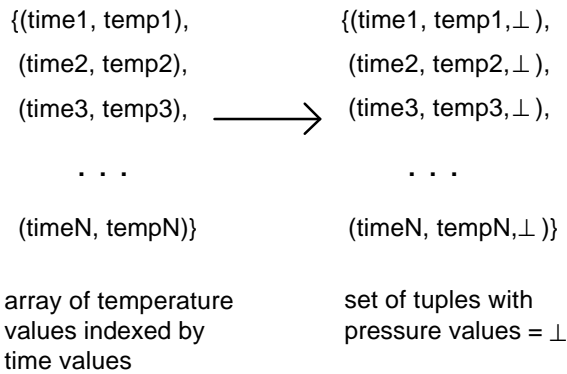 {(time1, temp1),
(time2, temp2),
(time3, temp3),
. . .
(timeN, tempN)}
array of temperature
values indexed by
time values
{(time1, temp1,⊥ ),
(time2, temp2,⊥ ),
(time3, temp3,⊥ ),
. . .
(timeN, tempN,⊥ )}
set of tuples with
pressure values = ⊥